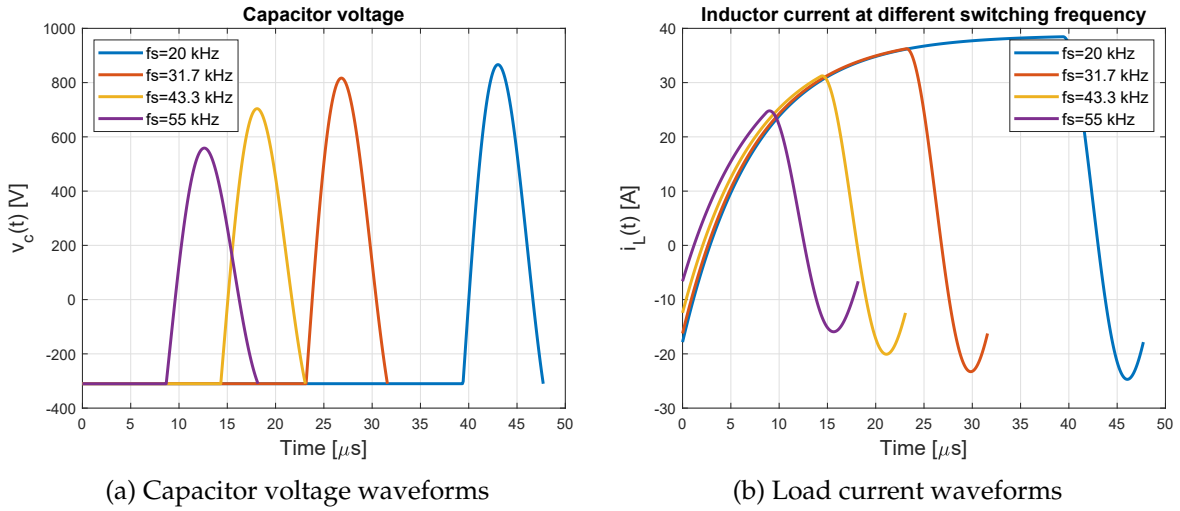 Capacitor voltage
1000
800
600
400
200
0
-200
-400
v_c(t) [V]
fs=20 kHz
fs=31.7 kHz
fs=43.3 kHz
fs=55 kHz
0 5 10 15 20 25 30 35 40 45 50
Time [μs]
(a) Capacitor voltage waveforms
Inductor current at different switching frequency
40
30
20
10
0
-10
-20
-30
i_L(t) [A]
fs=20 kHz
fs=31.7 kHz
fs=43.3 kHz
fs=55 kHz
0 5 10 15 20 25 30 35 40 45 50
Time [μs]
(b) Load current waveforms